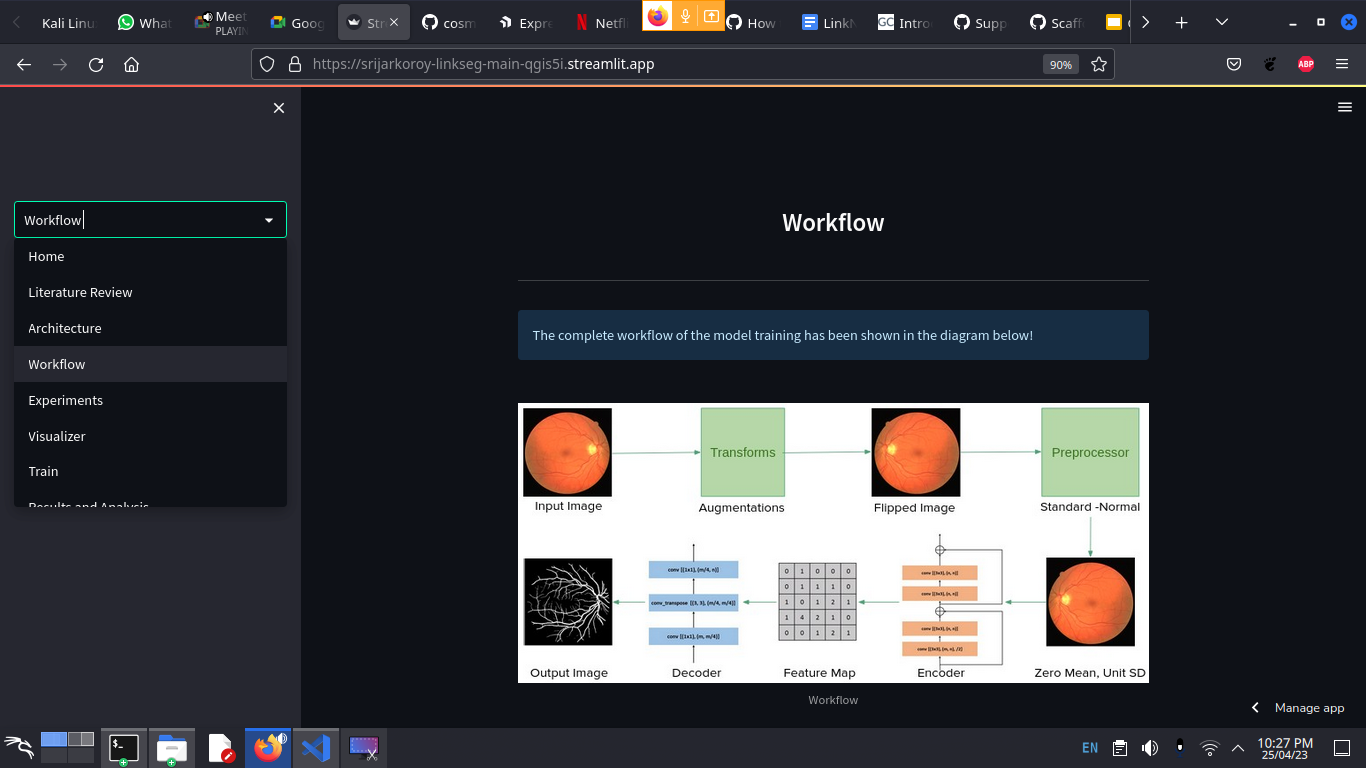 Kali Linu
What
Meet
PLAYIN
Goog
Str
cosm
Expre
Netfl
How
LinkN
GC
Intro
Supp
Scaff
https://srijarkoroy-linkseg-main-qgis5i.streamlit.app
90%
ABP
Workflow
Home
Literature Review
Architecture
Workflow
Experiments
Visualizer
Train
Results and Analysis
Workflow
The complete workflow of the model training has been shown in the diagram below!
Transforms
Preprocessor
Input Image
Augmentations
Flipped Image
Standard -Normal
conv [(1x1), (m/4, n)]
conv_transpose [(3, 3), (m/4, m/4)]
conv [(1x1), (m, m/4)]
0 1 0 0 0
0 1 1 1 0
1 0 1 2 1
1 4 2 1 0
0 0 1 2 1
conv [(3x3), (n, n)]
conv [(3x3), (n, n)]
conv [(3x3), (n, n)]
conv [(3x3), (m, n), /2]
Output Image
Decoder
Feature Map
Encoder
Zero Mean, Unit SD
Workflow
Manage app
$_
EN
10:27 PM
25/04/23